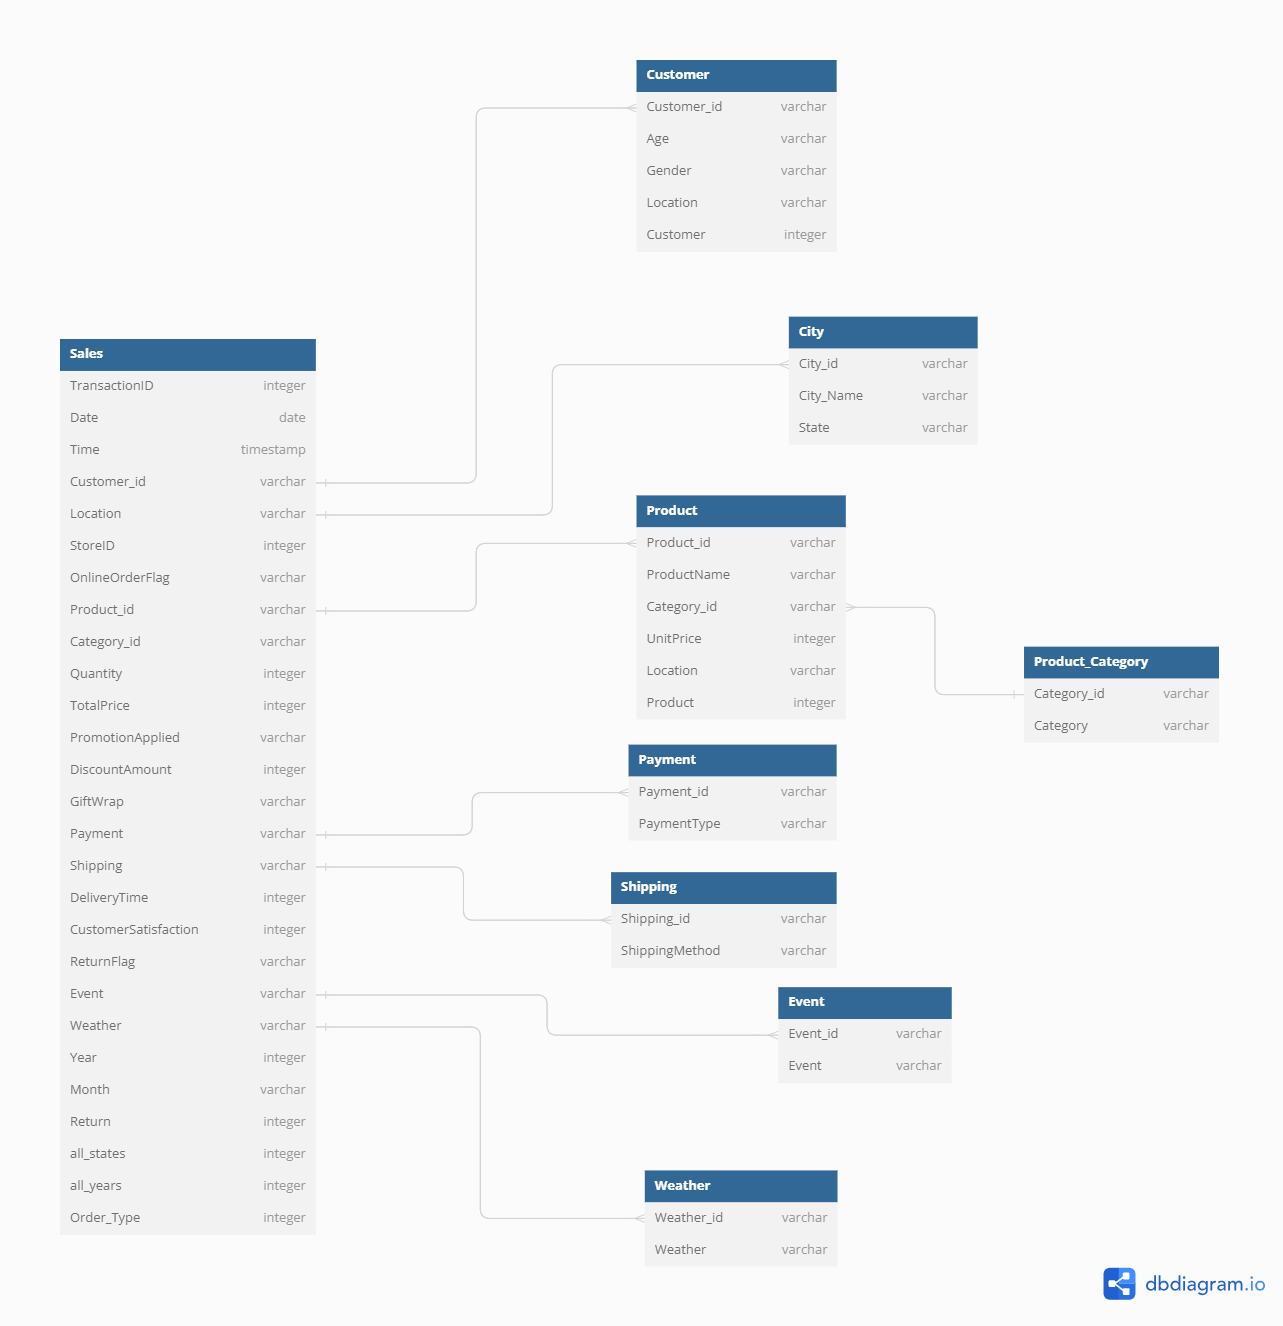 Customer
Customer_id varchar
Age varchar
Gender varchar
Location varchar
Customer integer
City
City_id varchar
City_Name varchar
State varchar
Sales
TransactionID integer
Date date
Time timestamp
Customer_id varchar
Location varchar
StoreID integer
OnlineOrderFlag varchar
Product_id varchar
Category_id varchar
Quantity integer
TotalPrice integer
PromotionApplied varchar
DiscountAmount integer
GiftWrap varchar
Payment varchar
Shipping varchar
DeliveryTime integer
CustomerSatisfaction integer
ReturnFlag varchar
Event varchar
Weather varchar
Year integer
Month varchar
Return integer
all_states integer
all_years integer
Order_Type integer
Product
Product_id varchar
ProductName varchar
Category_id varchar
UnitPrice integer
Location varchar
Product integer
Product_Category
Category_id varchar
Category varchar
Payment
Payment_id varchar
PaymentType varchar
Shipping
Shipping_id varchar
ShippingMethod varchar
Event
Event_id varchar
Event varchar
Weather
Weather_id varchar
Weather varchar
dbdiagram.io